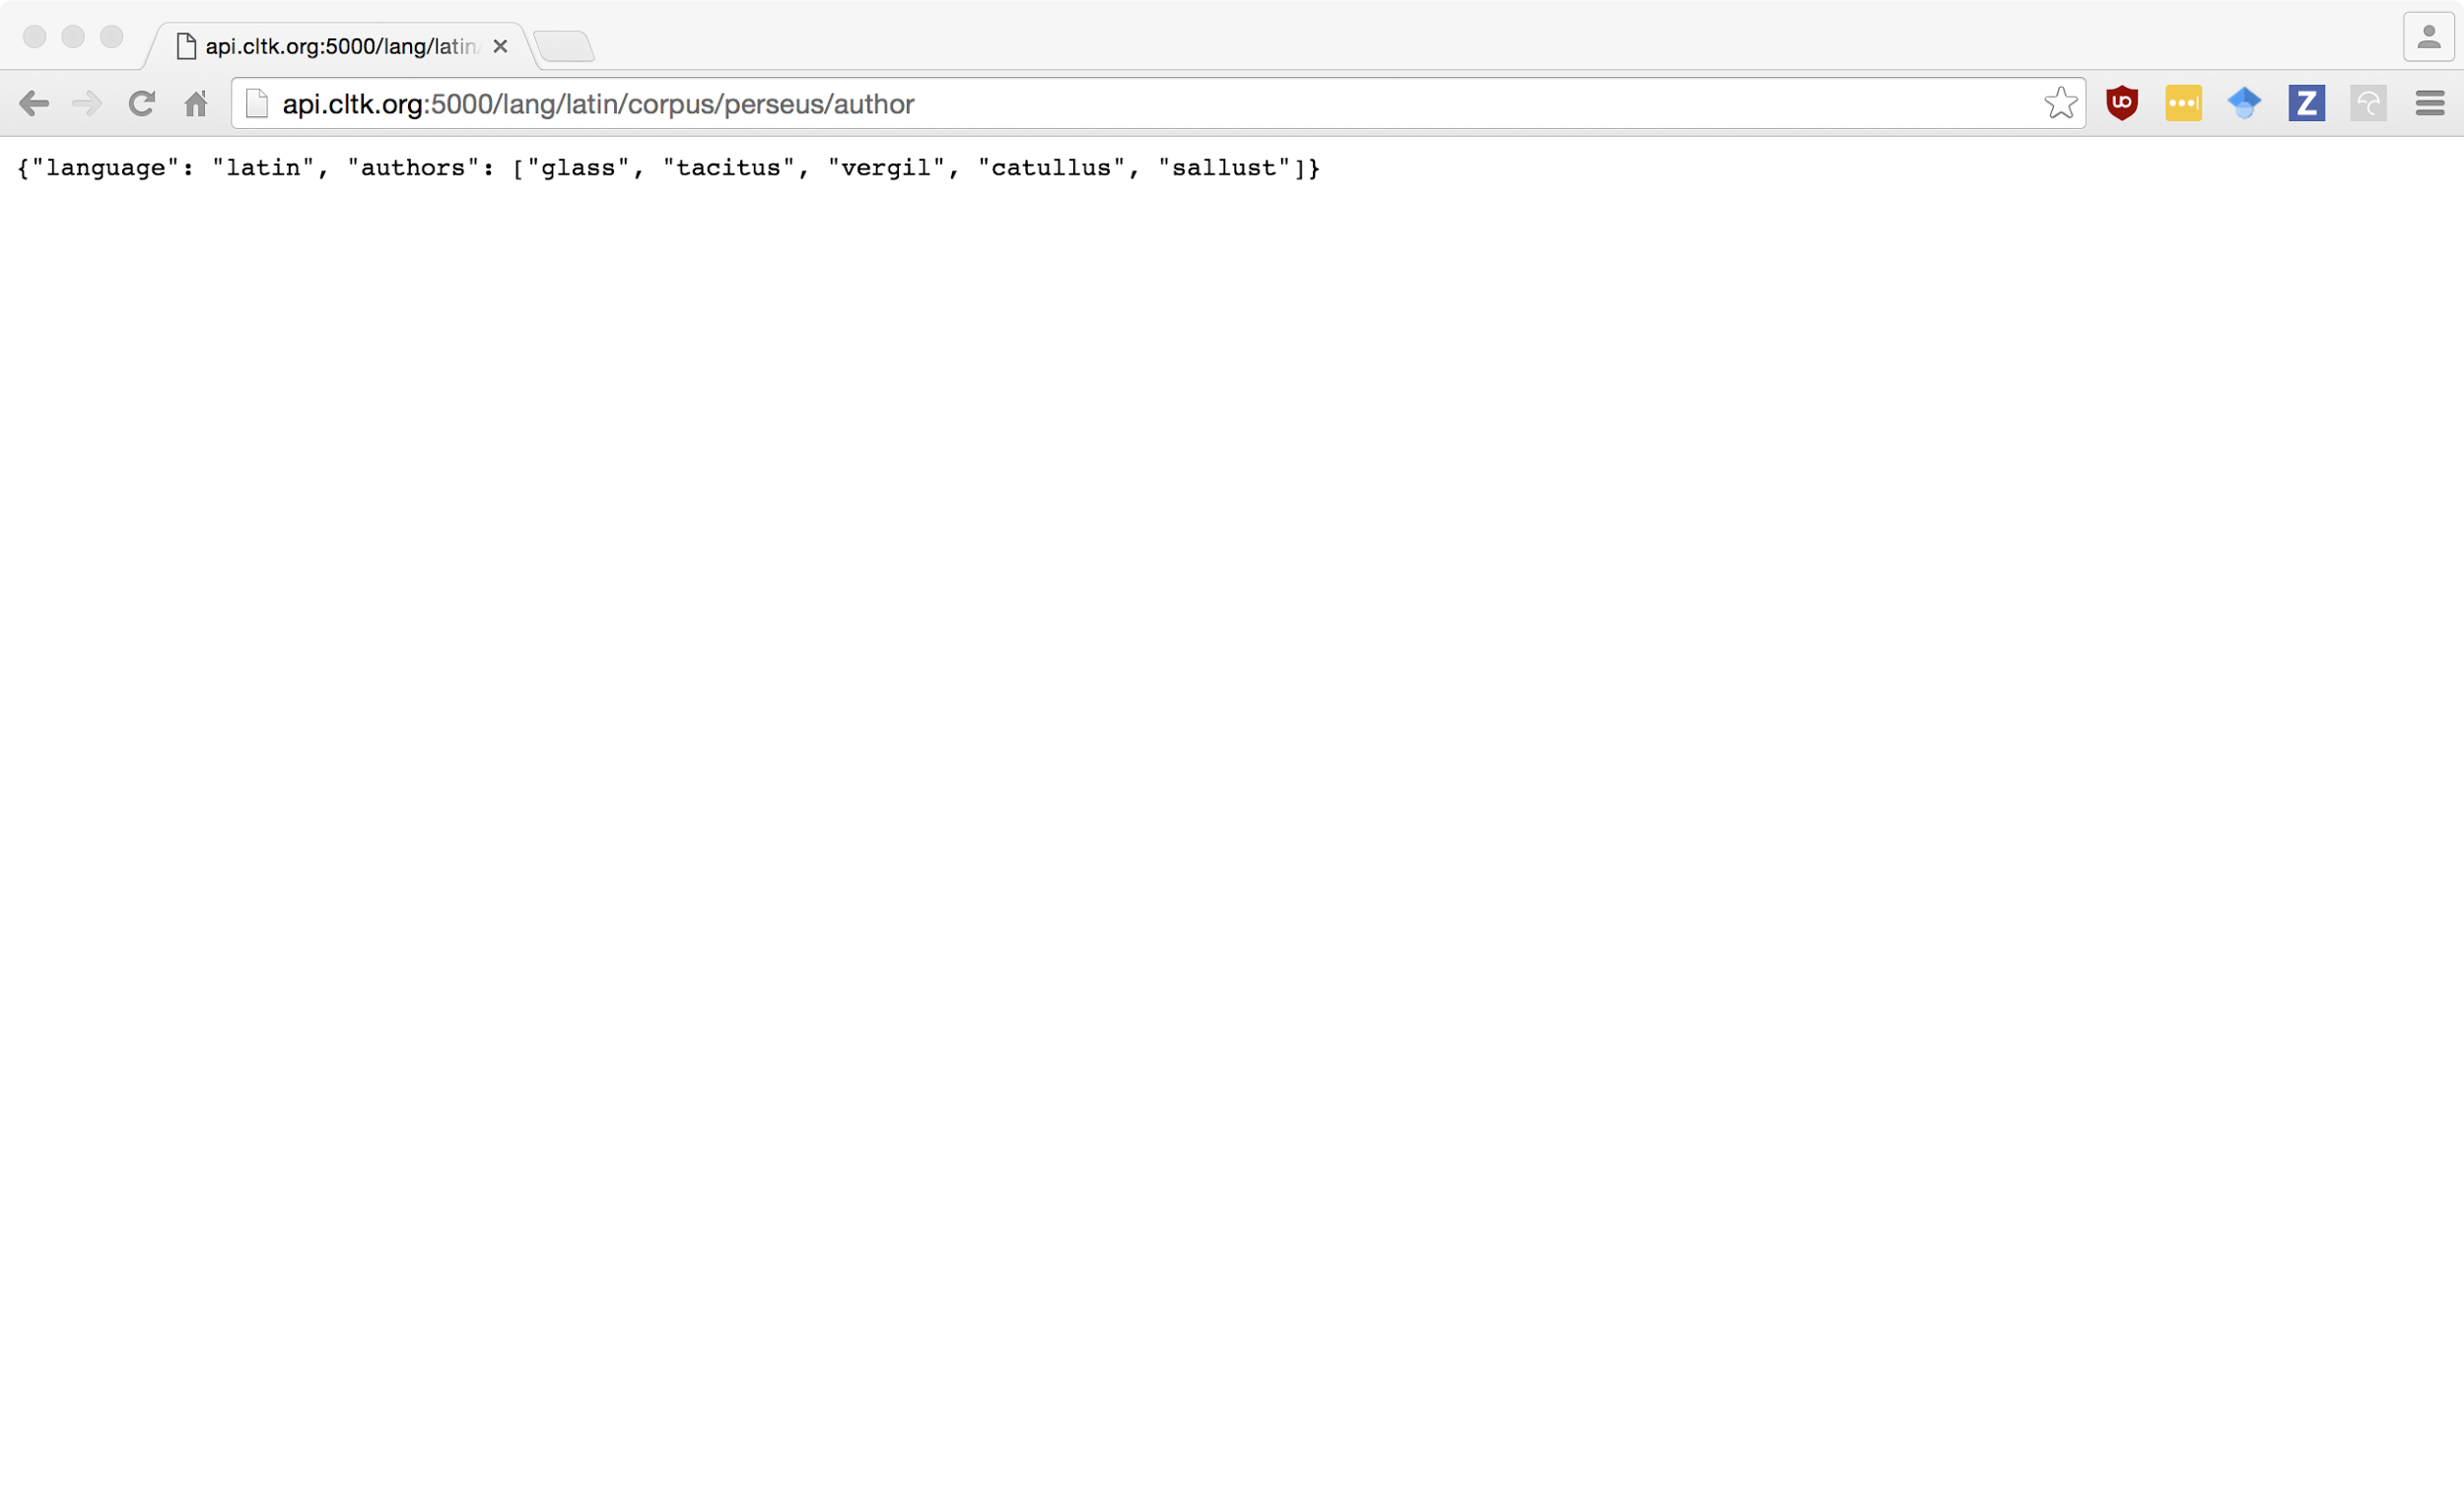 api.cltk.org:5000/lang/latin/
api.cltk.org:5000/lang/latin/corpus/perseus/author
{"language": "latin", "authors": ["glass", "tacitus", "vergil", "catullus", "sallust"]}